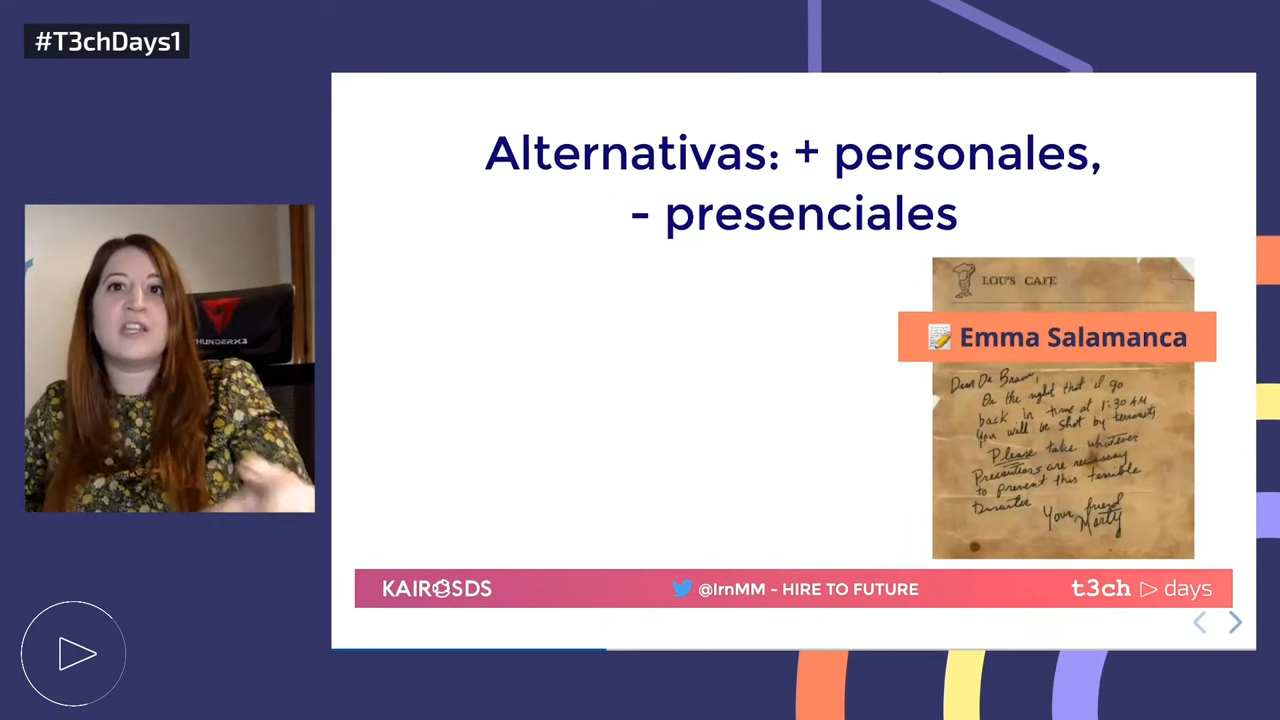 #T3chDays1
Alternativas: + personales,
- presenciales
THUNDERX3
LOU'S CAFE
📝 Emma Salamanca
Dear Dr. Brown,
On the night that I go
back in time at 1:30 AM
You will be shot by terrorists
Please take whatever
Precautions are necessary
to prevent this terrible
Disaster
Your friend
Marty
KAIROSDS
@IrnMM - HIRE TO FUTURE
t3ch days